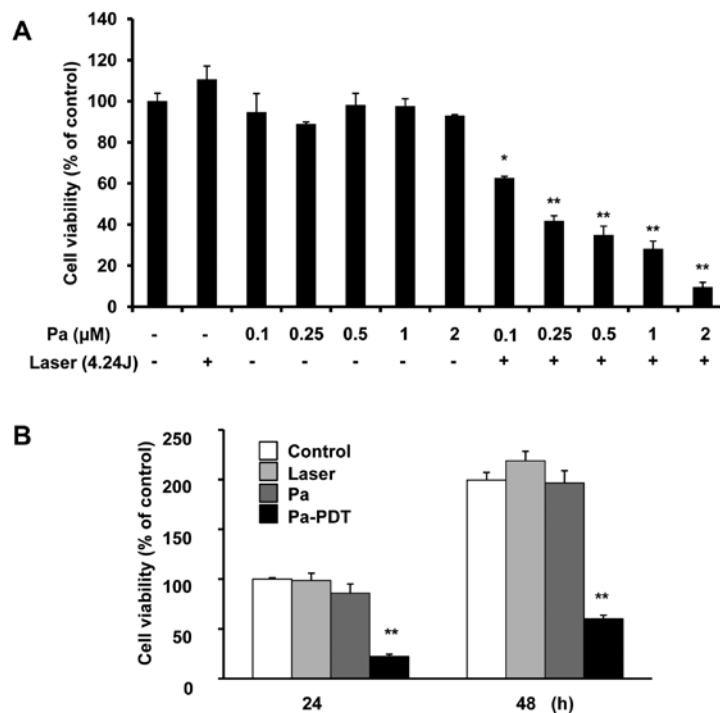 A
Cell viability (% of control)
140
120
100
80
60
40
20
0
* ** ** ** **
Pa (μM) - - 0.1 0.25 0.5 1 2 0.1 0.25 0.5 1 2
Laser (4.24J) - + - - - - - + + + + +
B
Cell viability (% of control)
250
200
150
100
50
0
Control
Laser
Pa
Pa-PDT
** **
24 48 (h)